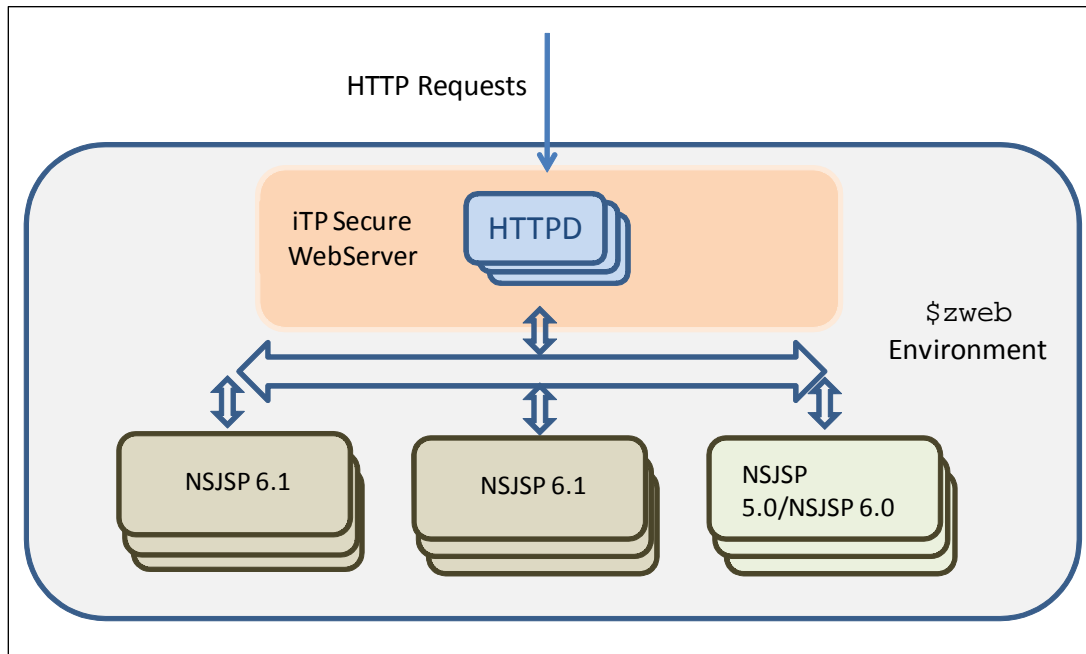 HTTP Requests
iTP Secure
WebServer
HTTPD
$zweb
Environment
NSJSP 6.1
NSJSP 6.1
NSJSP
5.0/NSJSP 6.0